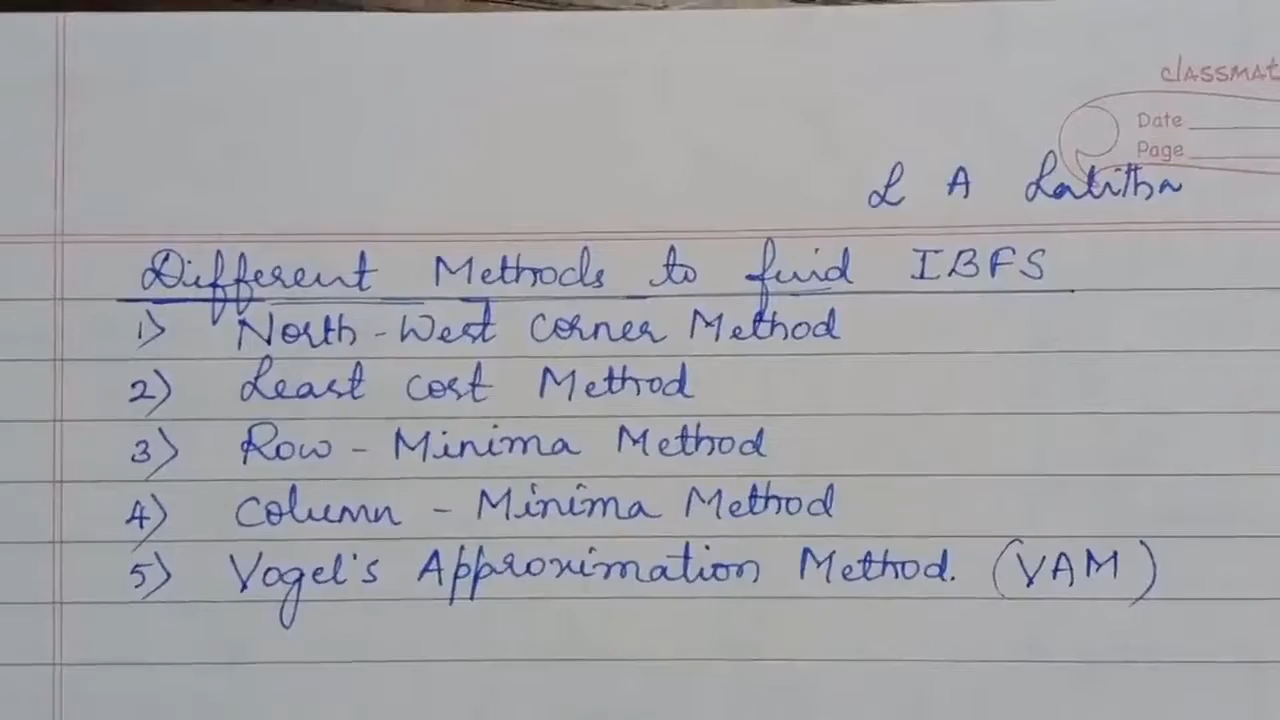 classmat
Date
Page
L A Lalitha
Different Methods to find IBFS
1) North-West corner Method
2) Least cost Method
3) Row - Minima Method
4) Column - Minima Method
5) Vogel's Approximation Method. (VAM)